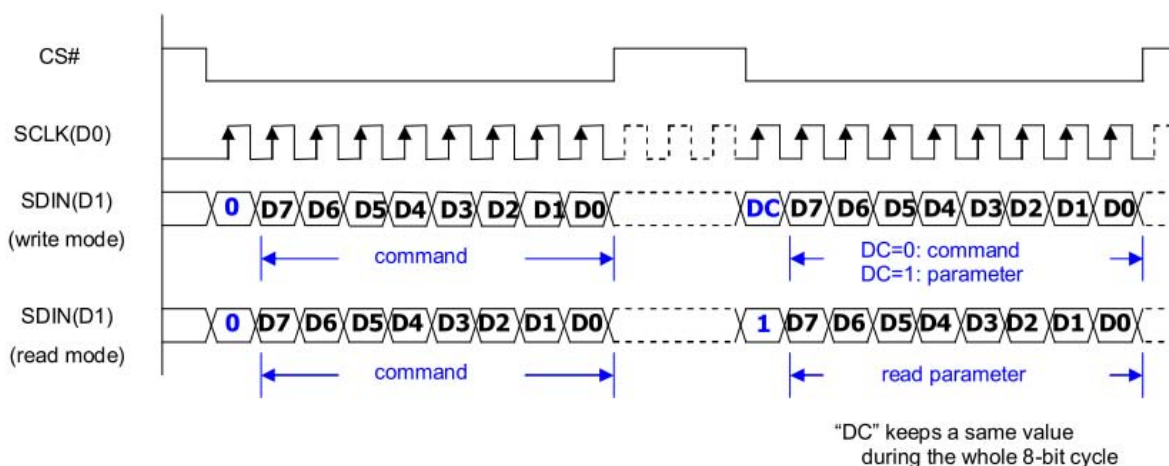 CS#
SCLK(D0)
SDIN(D1)
(write mode)
0 D7 D6 D5 D4 D3 D2 D1 D0
DC D7 D6 D5 D4 D3 D2 D1 D0
command
DC=0: command
DC=1: parameter
SDIN(D1)
(read mode)
0 D7 D6 D5 D4 D3 D2 D1 D0
1 D7 D6 D5 D4 D3 D2 D1 D0
command
read parameter
“DC” keeps a same value
during the whole 8-bit cycle